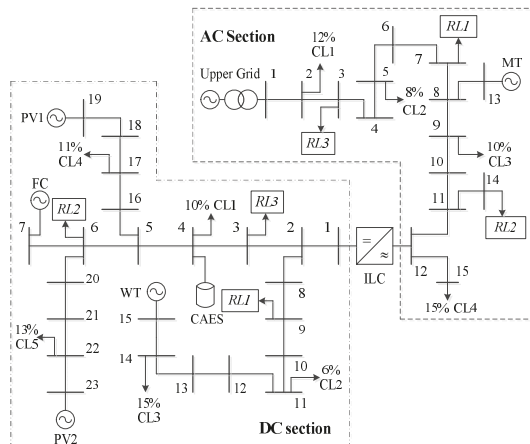 AC Section
12%
CL1
RL1
Upper Grid
1
2
3
4
5
6
7
8
MT
13
8%
CL2
RL3
9
10%
CL3
10
11
14
RL2
12
15
15% CL4
ILC
= 
≈
PV1
19
18
11%
CL4
17
16
FC
RL2
7
6
5
10% CL1
4
RL3
3
2
1
CAES
20
21
13%
CL5
22
23
PV2
WT
15
14
15%
CL3
13
12
RL1
8
9
10
11
6%
CL2
DC section